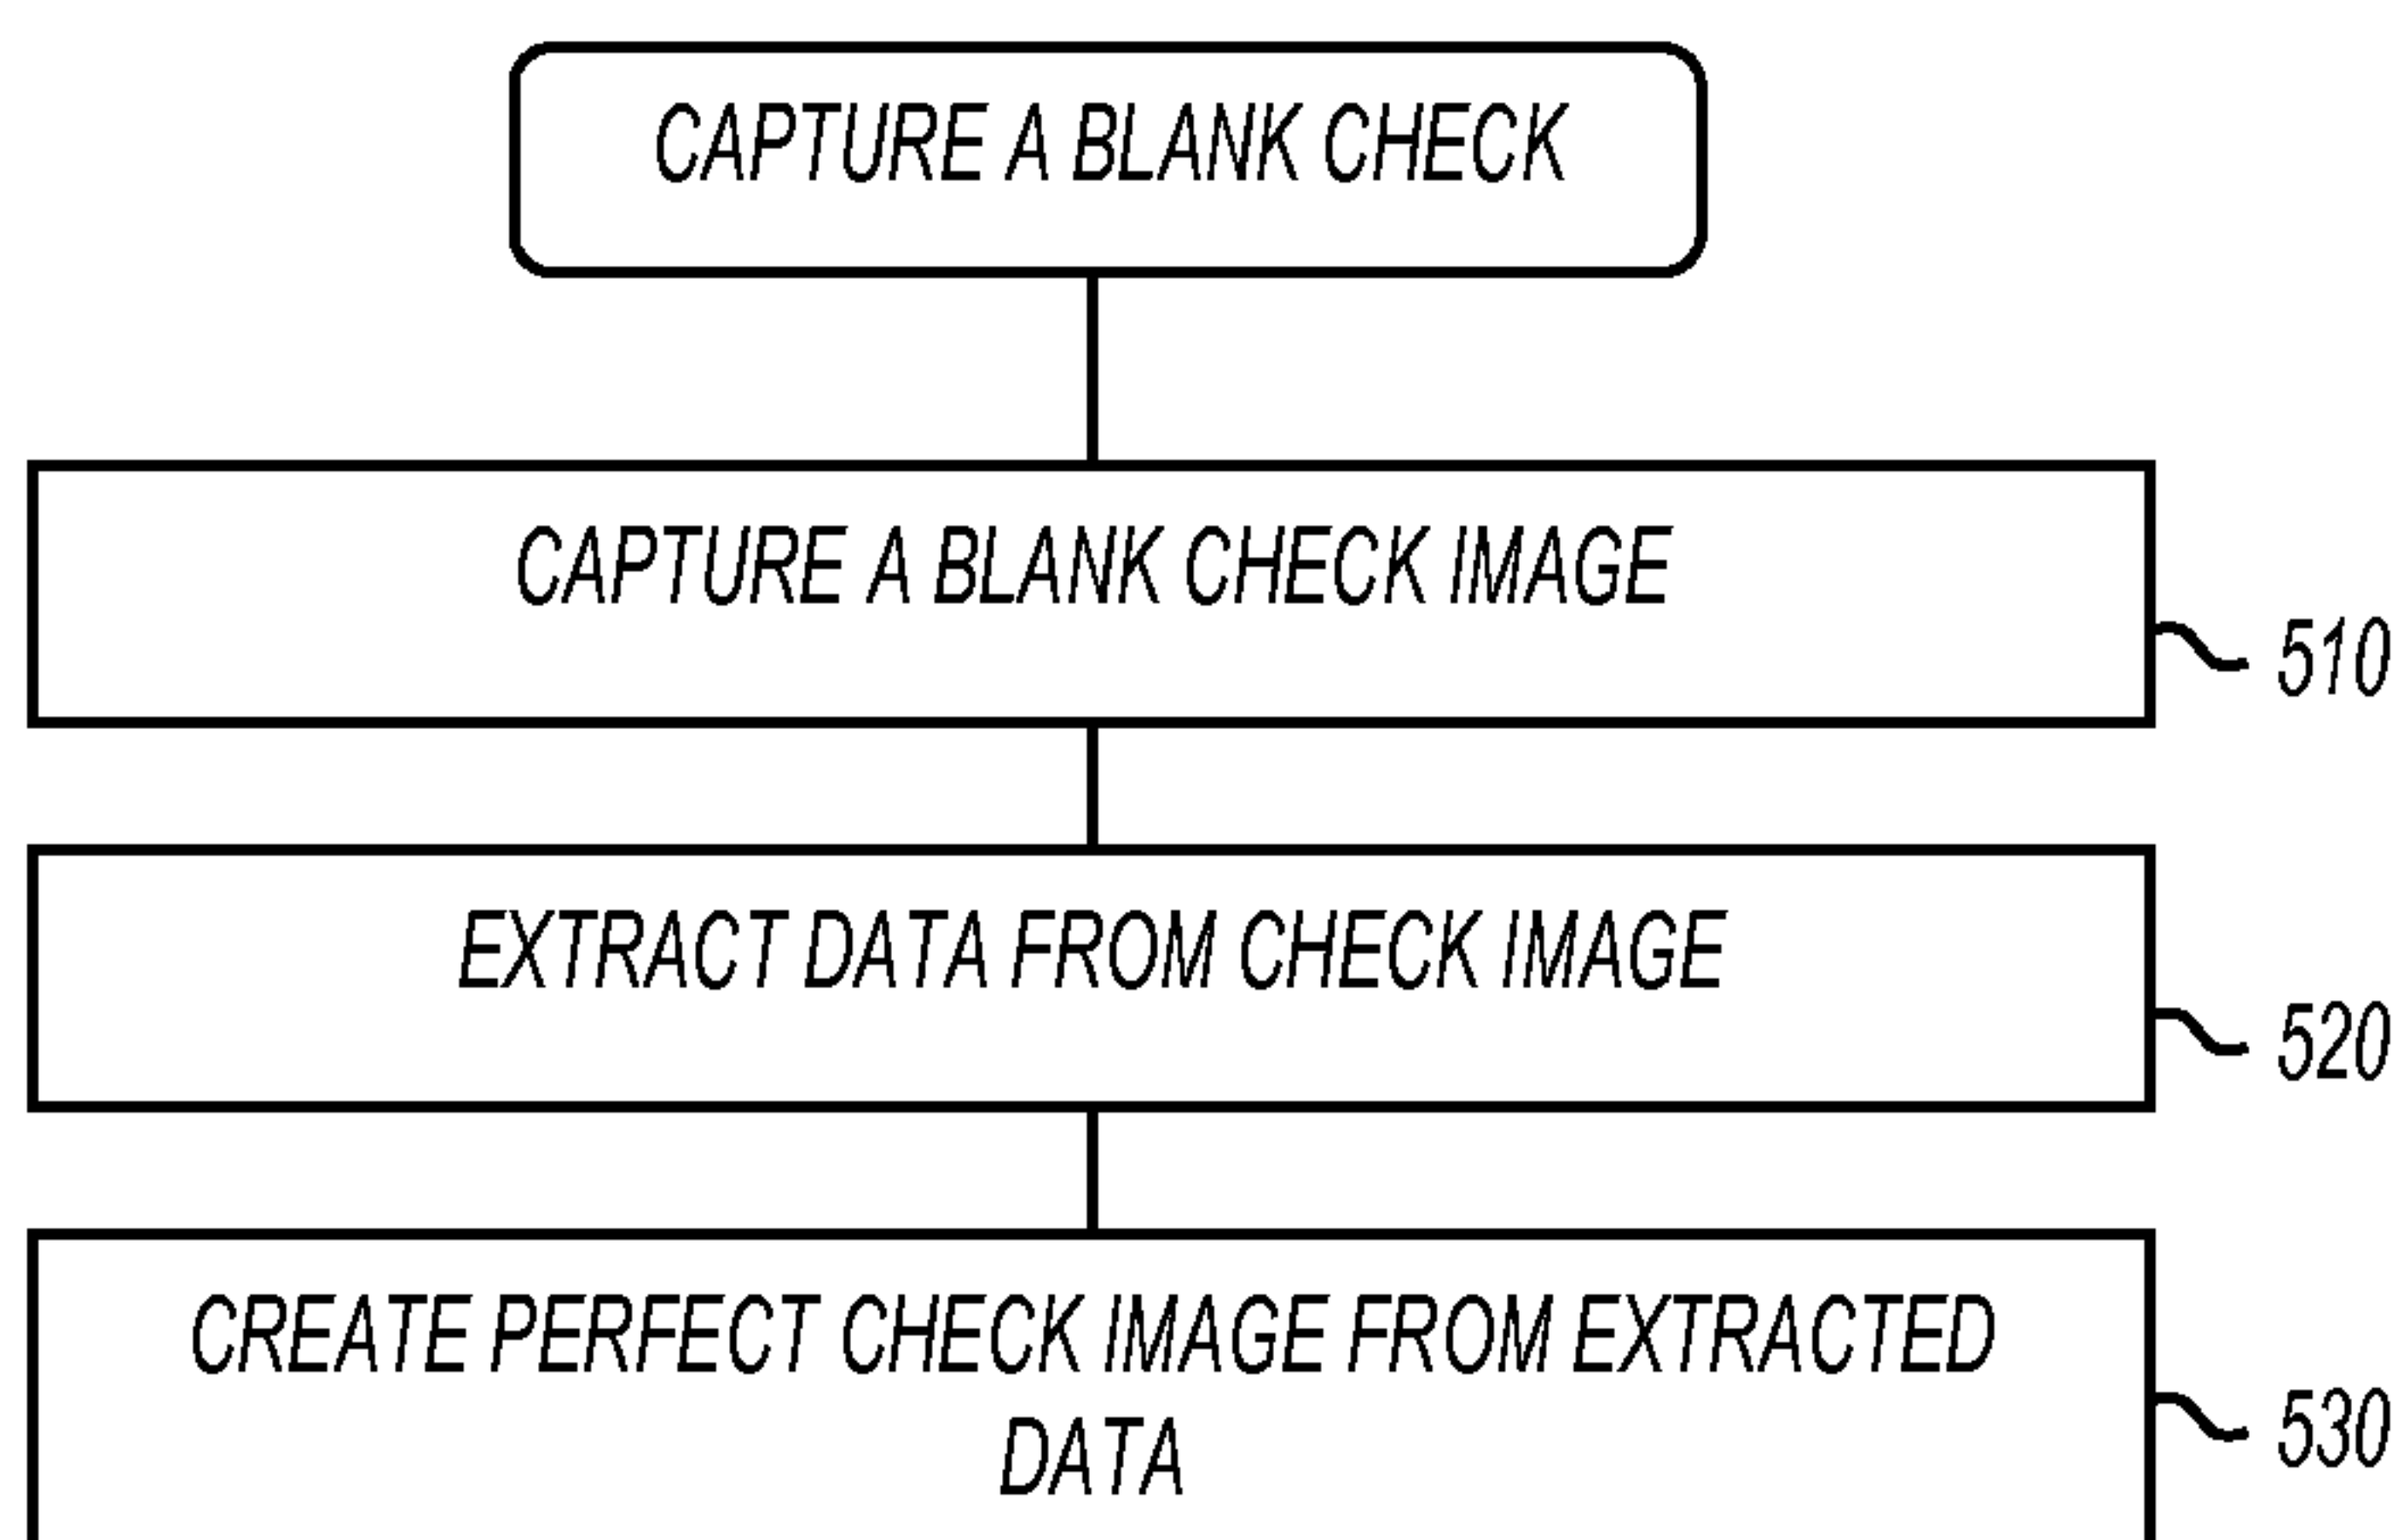 CAPTURE A BLANK CHECK
CAPTURE A BLANK CHECK IMAGE
510
EXTRACT DATA FROM CHECK IMAGE
520
CREATE PERFECT CHECK IMAGE FROM EXTRACTED
DATA
530